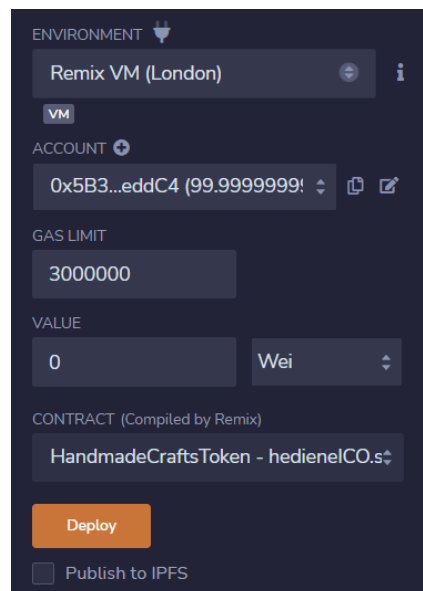 ENVIRONMENT
Remix VM (London)
VM
ACCOUNT
0x5B3...eddC4 (99.99999999
GAS LIMIT
3000000
VALUE
0 Wei
CONTRACT (Compiled by Remix)
HandmadeCraftsToken - hedieneICO.s
Deploy
Publish to IPFS